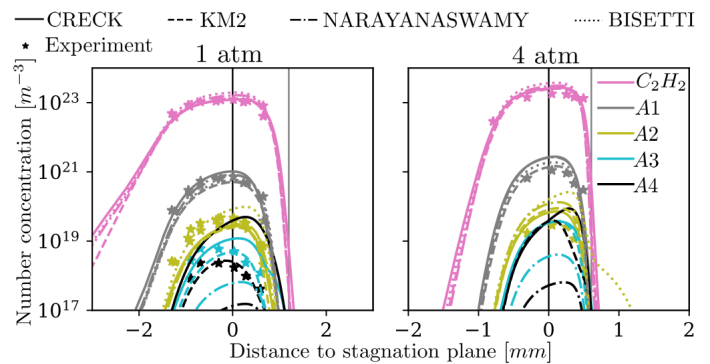 CRECK KM2 NARAYANASWAMY BISETTI
Experiment
1 atm 4 atm
Number concentration [m⁻³]
10²³
10²¹
10¹⁹
10¹⁷
C₂H₂
A1
A2
A3
A4
−2 0 2 −2 −1 0 1 2
Distance to stagnation plane [mm]